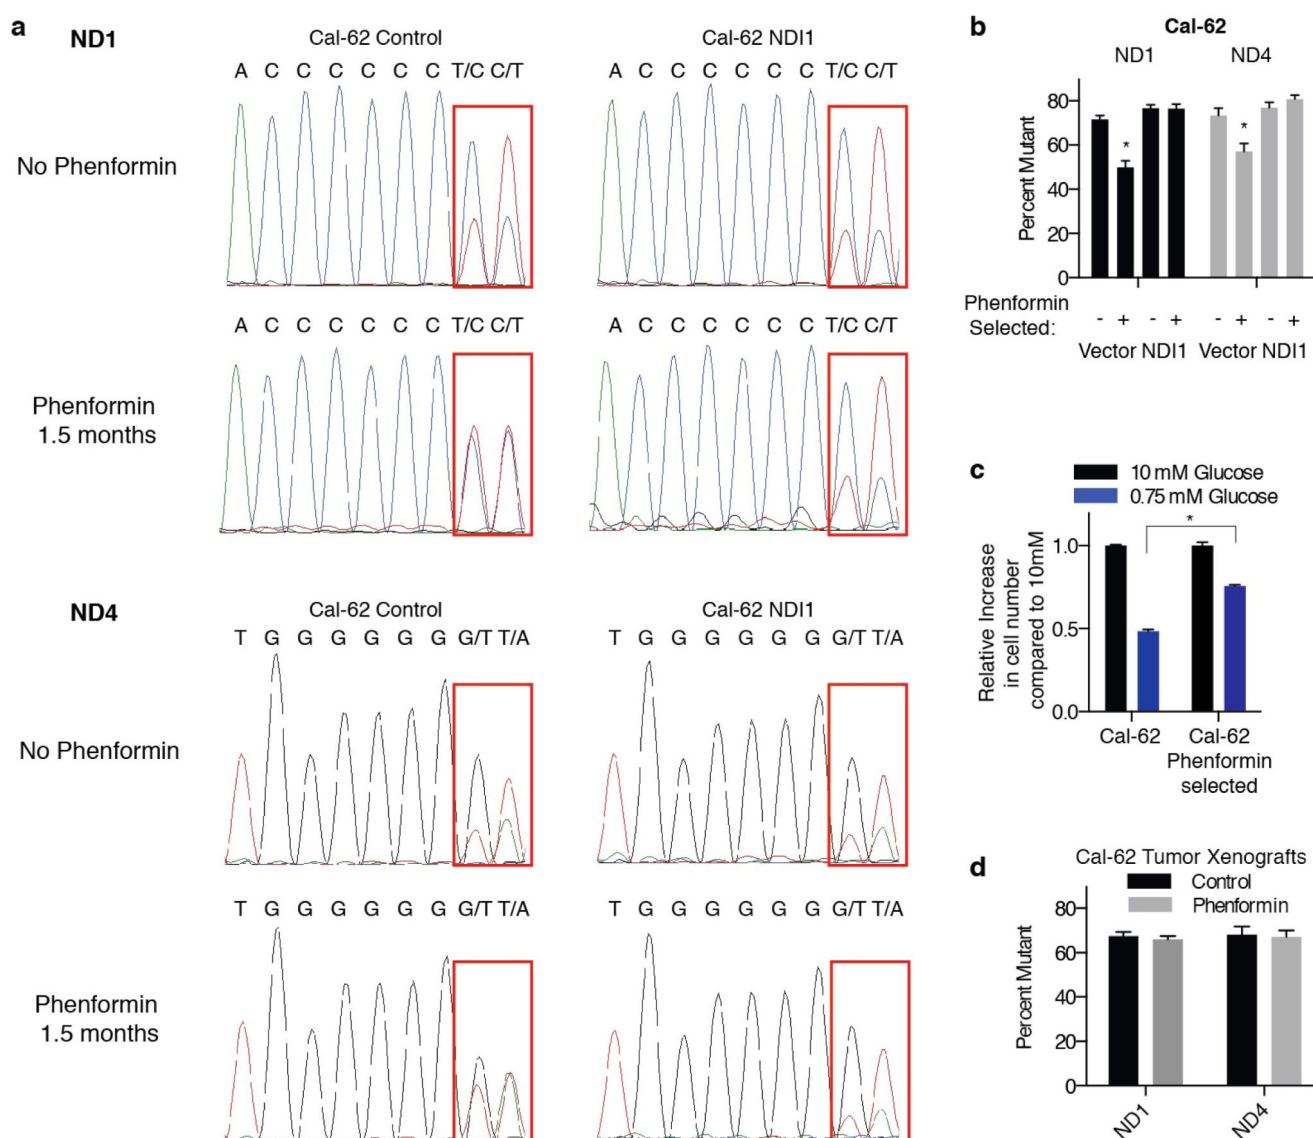 a
ND1
Cal-62 Control
Cal-62 NDI1
A C C C C C C T/C C/T
A C C C C C C T/C C/T
No Phenformin
A C C C C C C T/C C/T
A C C C C C C T/C C/T
Phenformin
1.5 months
ND4
Cal-62 Control
Cal-62 NDI1
T G G G G G G G/T T/A
T G G G G G G G/T T/A
No Phenformin
T G G G G G G G/T T/A
T G G G G G G G/T T/A
Phenformin
1.5 months
b
Cal-62
ND1
ND4
Percent Mutant
80
60
40
20
0
*
*
Phenformin
Selected:
- + - + - + - +
Vector NDI1 Vector NDI1
c
10 mM Glucose
0.75 mM Glucose
*
Relative Increase
in cell number
compared to 10mM
1.0
0.5
0.0
Cal-62
Cal-62
Phenformin
selected
d
Cal-62 Tumor Xenografts
Control
Phenformin
Percent Mutant
80
60
40
20
0
ND1
ND4